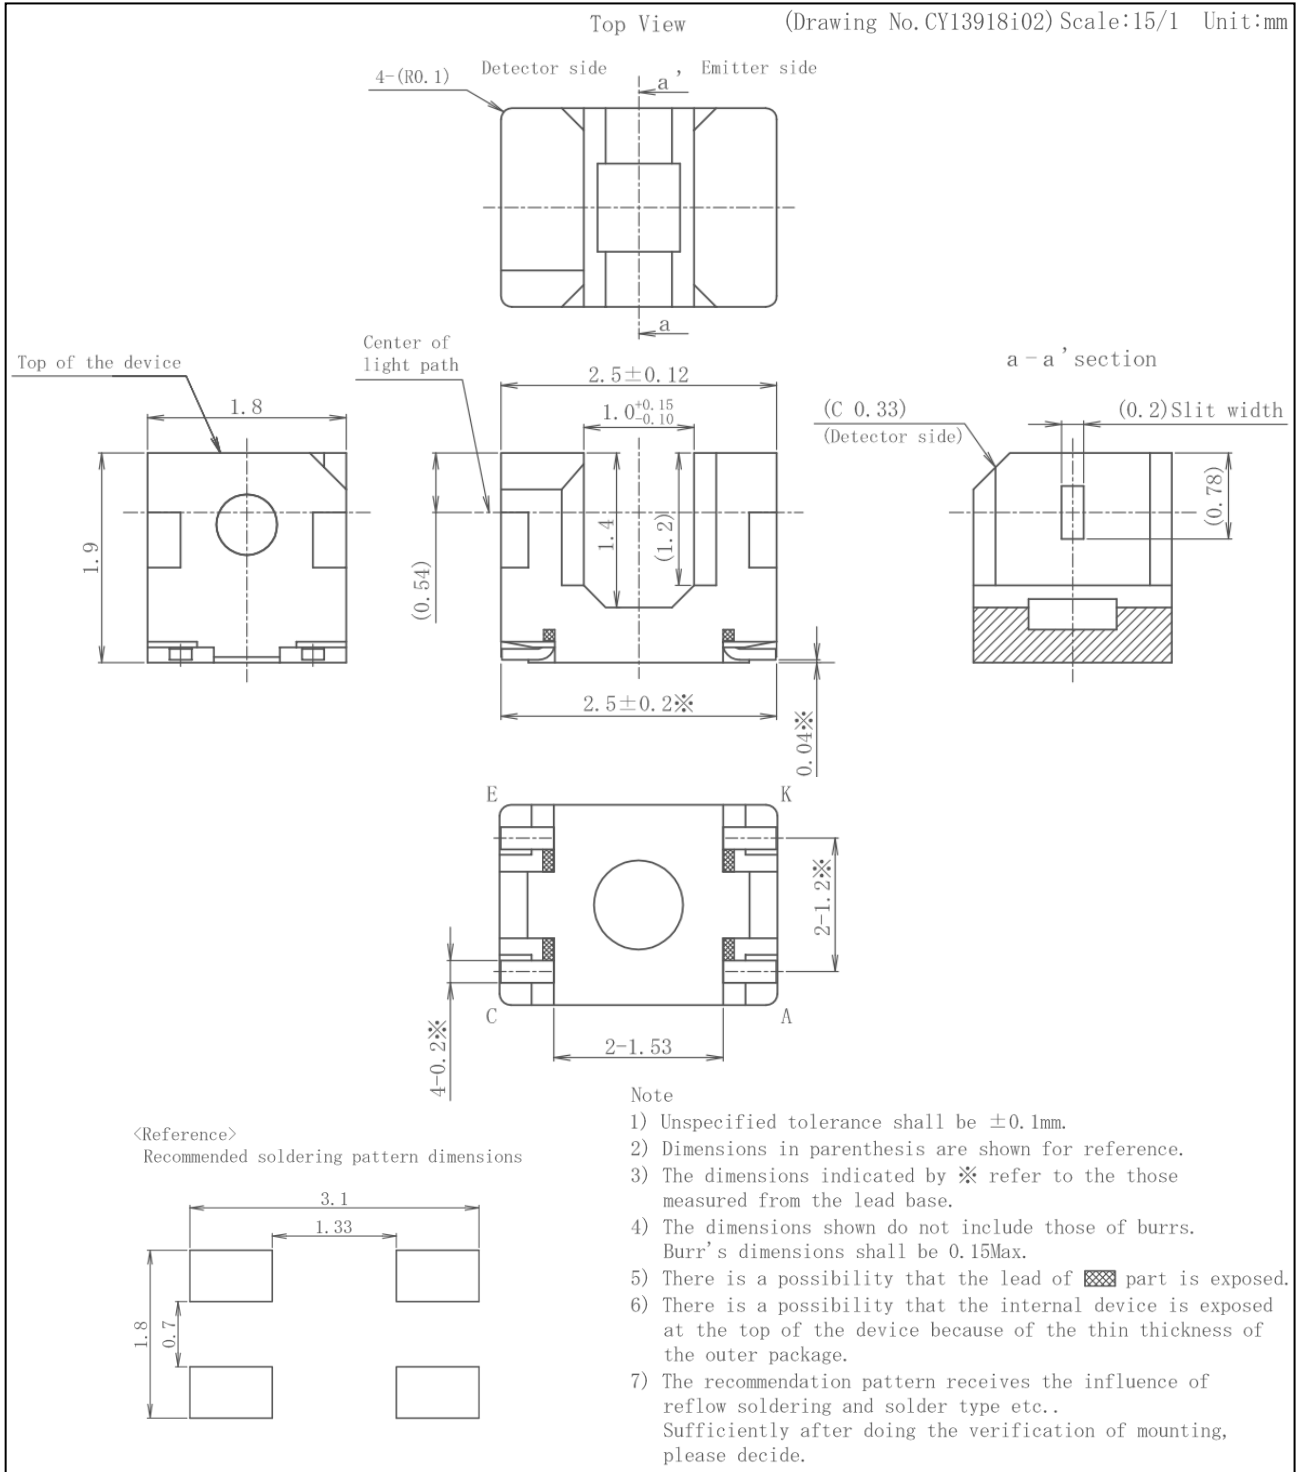 Top View (Drawing No.CY13918i02) Scale:15/1 Unit:mm
4-(R0.1) Detector side a' Emitter side
a
Top of the device
1.8
1.9
Center of
light path
2.5±0.12
1.0 +0.15 -0.10
1.4
(1.2)
(0.54)
2.5±0.2※
0.04※
a-a'section
(C 0.33)
(Detector side)
(0.2)Slit width
(0.78)
E K
2-1.2※
C A
4-0.2※
2-1.53
<Reference>
Recommended soldering pattern dimensions
3.1
1.33
1.8
0.7
Note
1) Unspecified tolerance shall be ±0.1mm.
2) Dimensions in parenthesis are shown for reference.
3) The dimensions indicated by ※ refer to the those
measured from the lead base.
4) The dimensions shown do not include those of burrs.
Burr's dimensions shall be 0.15Max.
5) There is a possibility that the lead of part is exposed.
6) There is a possibility that the internal device is exposed
at the top of the device because of the thin thickness of
the outer package.
7) The recommendation pattern receives the influence of
reflow soldering and solder type etc..
Sufficiently after doing the verification of mounting,
please decide.